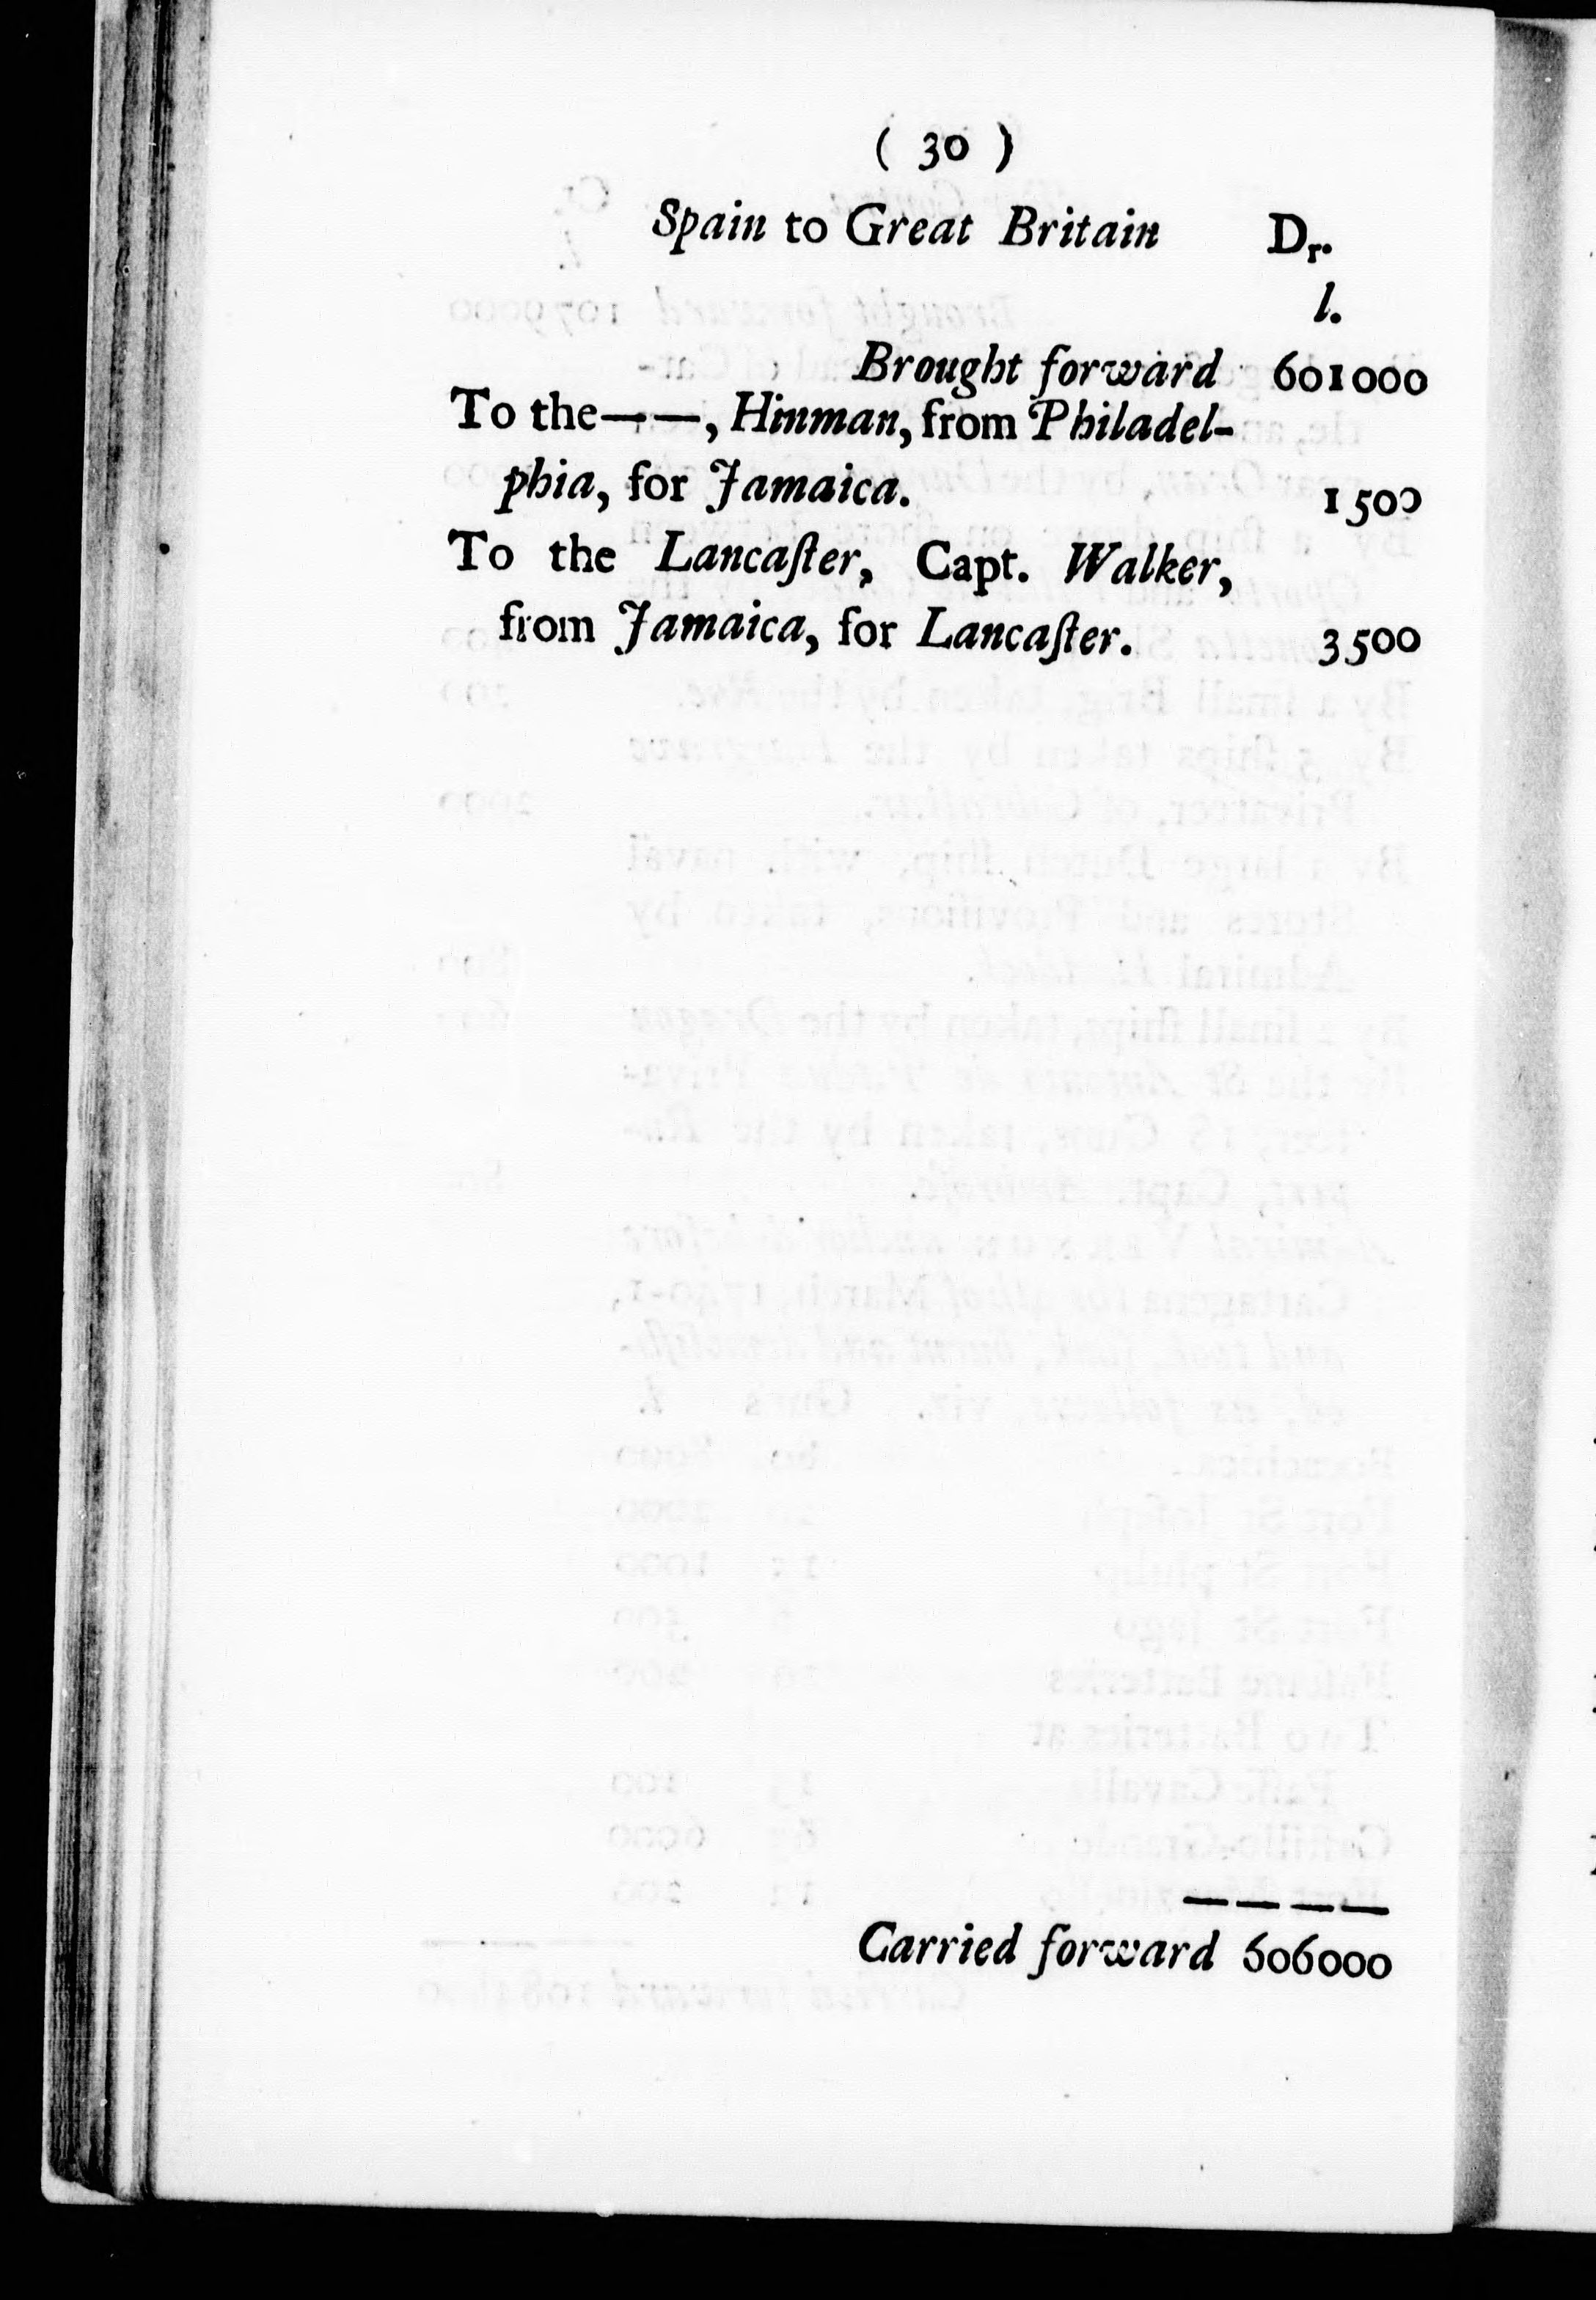 ( 30 )
Spain to Great Britain Dr.
l.
Brought forward 601000
To the — —, Hinman, from Philadel-
phia, for Jamaica. 1500
To the Lancaſter, Capt. Walker,
from Jamaica, for Lancaſter. 3500
Carried forward 606000